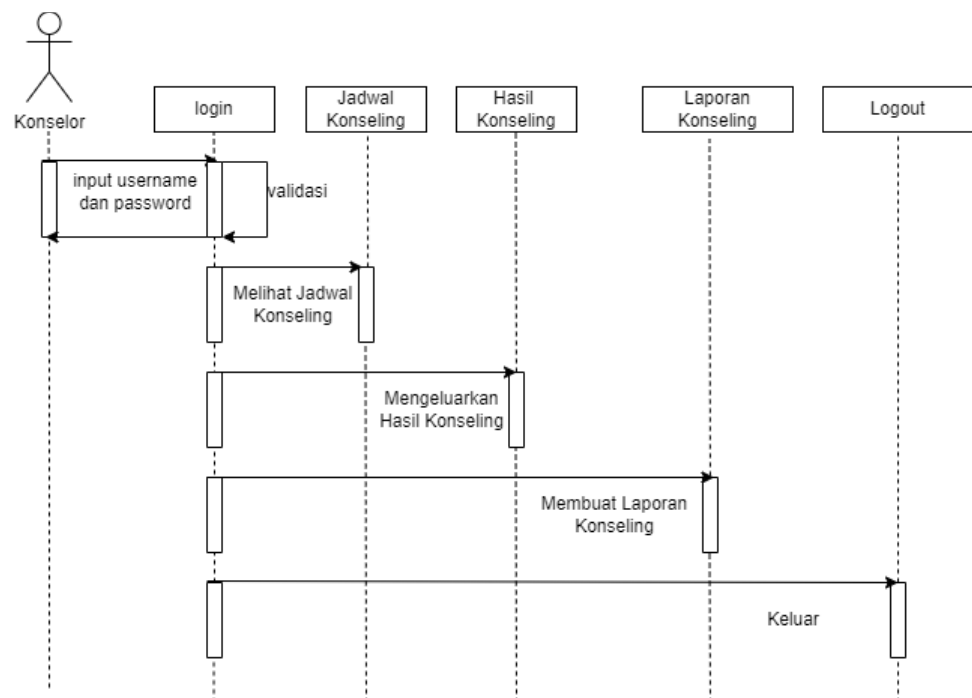 Konselor
login
Jadwal
Konseling
Hasil
Konseling
Laporan
Konseling
Logout
input username
dan password
validasi
Melihat Jadwal
Konseling
Mengeluarkan
Hasil Konseling
Membuat Laporan
Konseling
Keluar